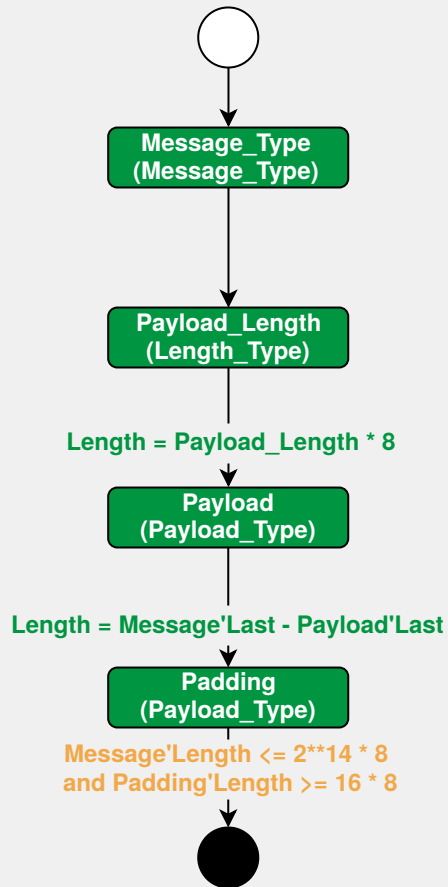 Message_Type
(Message_Type)
Payload_Length
(Length_Type)
Length = Payload_Length * 8
Payload
(Payload_Type)
Length = Message'Last - Payload'Last
Padding
(Payload_Type)
Message'Length <= 2**14 * 8
and Padding'Length >= 16 * 8